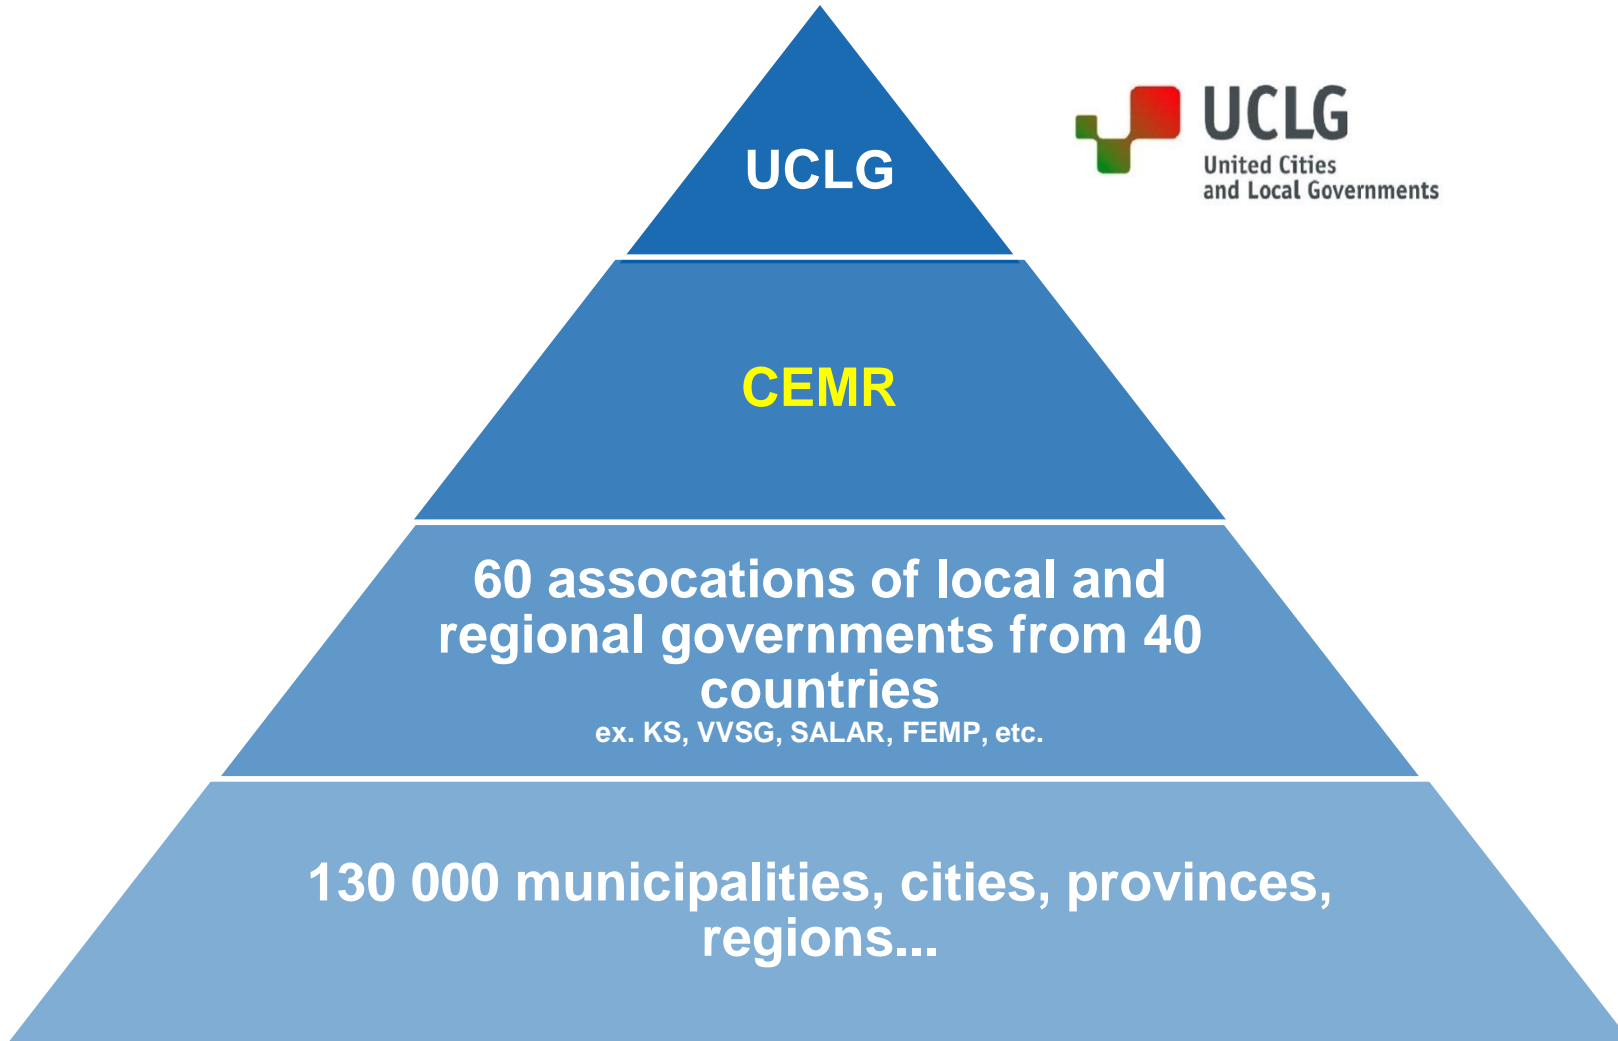 UCLG
UCLG
United Cities
and Local Governments
CEMR
60 assocations of local and
regional governments from 40
countries
ex. KS, VVSG, SALAR, FEMP, etc.
130 000 municipalities, cities, provinces,
regions...